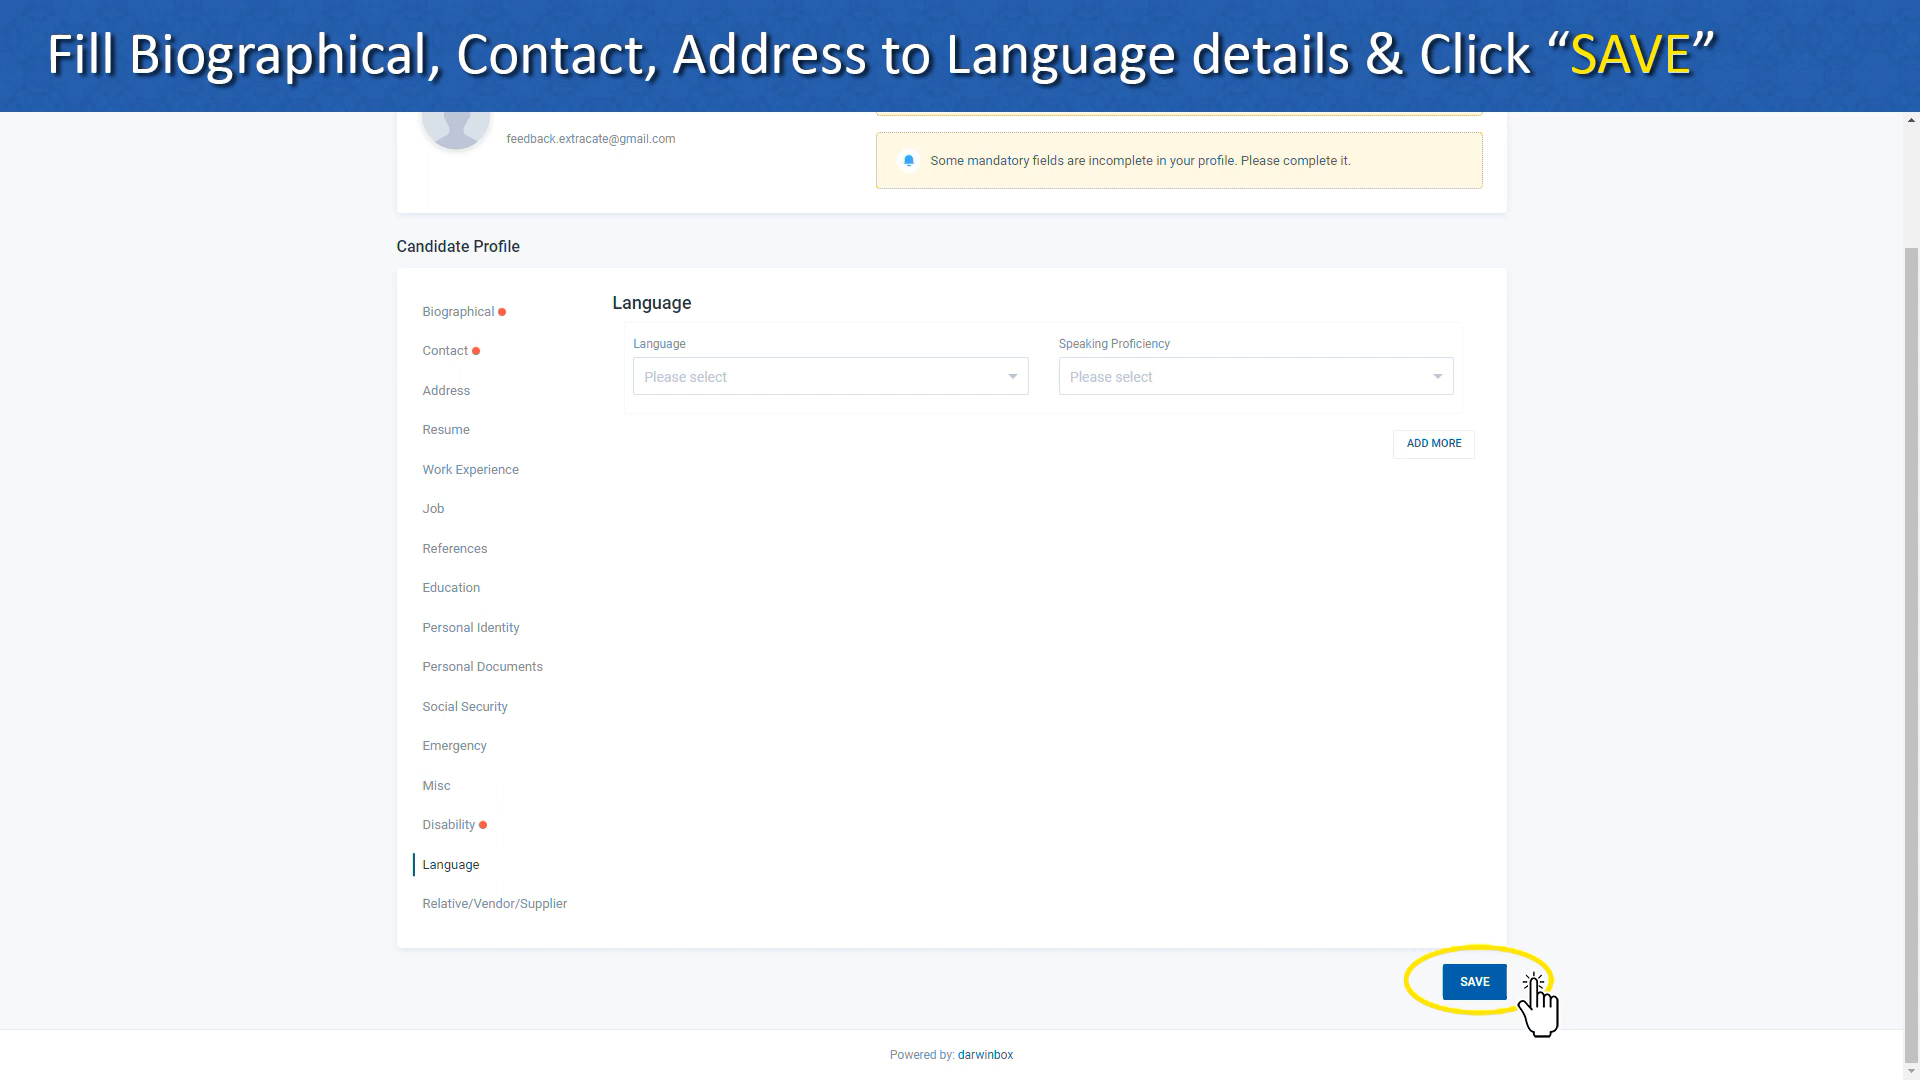 Fill Biographical, Contact, Address to Language details & Click “SAVE”
feedback.extracate@gmail.com
Some mandatory fields are incomplete in your profile. Please complete it.
Candidate Profile
Biographical
Contact
Address
Resume
Work Experience
Job
References
Education
Personal Identity
Personal Documents
Social Security
Emergency
Misc
Disability
Language
Relative/Vendor/Supplier
Language
Language
Speaking Proficiency
Please select
Please select
ADD MORE
SAVE
Powered by: darwinbox